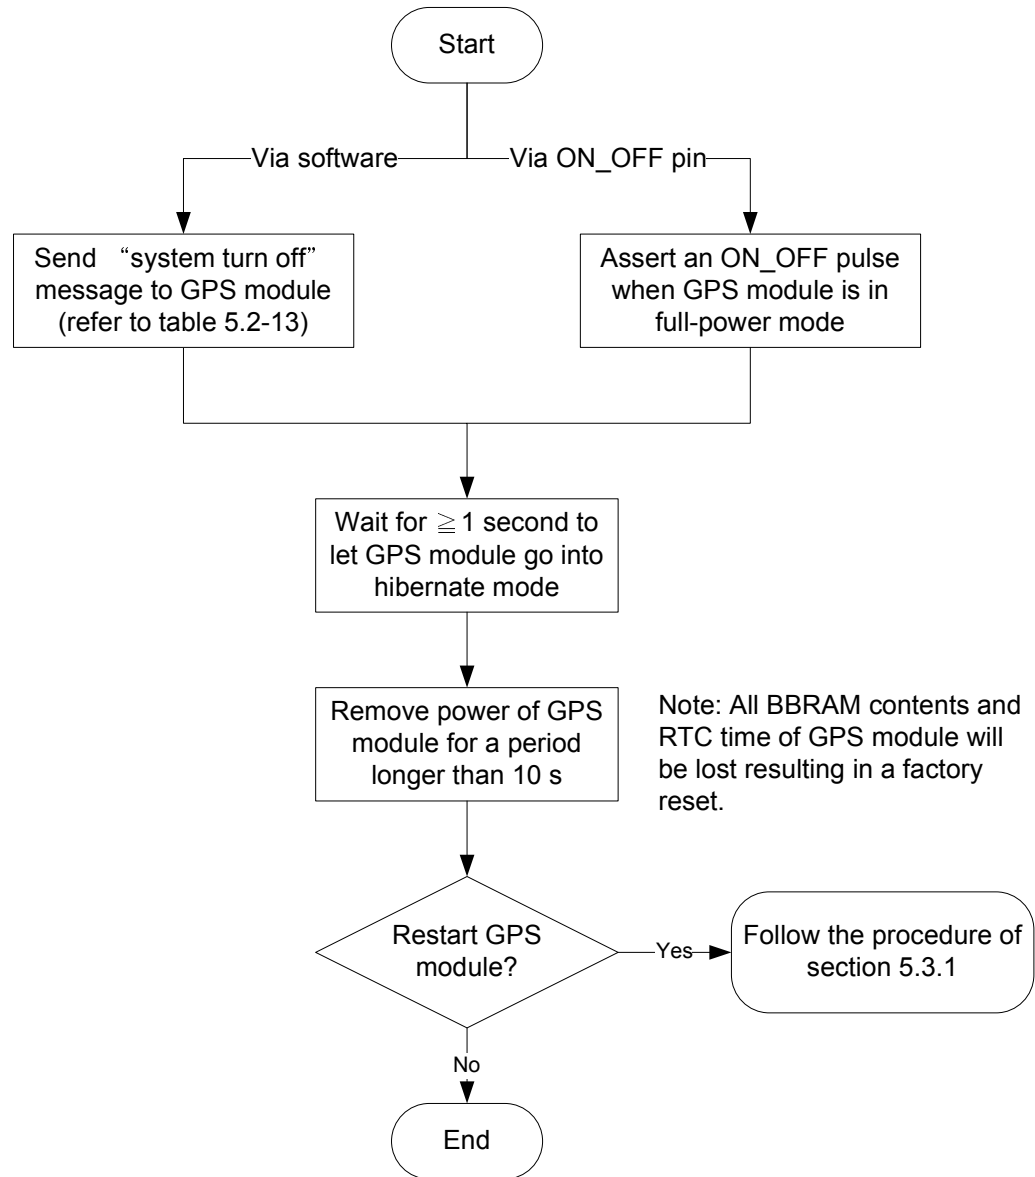 Start
Via software
Via ON_OFF pin
Send “system turn off”
message to GPS module
(refer to table 5.2-13)
Assert an ON_OFF pulse
when GPS module is in
full-power mode
Wait for ≧1 second to
let GPS module go into
hibernate mode
Remove power of GPS
module for a period
longer than 10 s
Note: All BBRAM contents and
RTC time of GPS module will
be lost resulting in a factory
reset.
Restart GPS
module?
Yes
Follow the procedure of
section 5.3.1
No
End